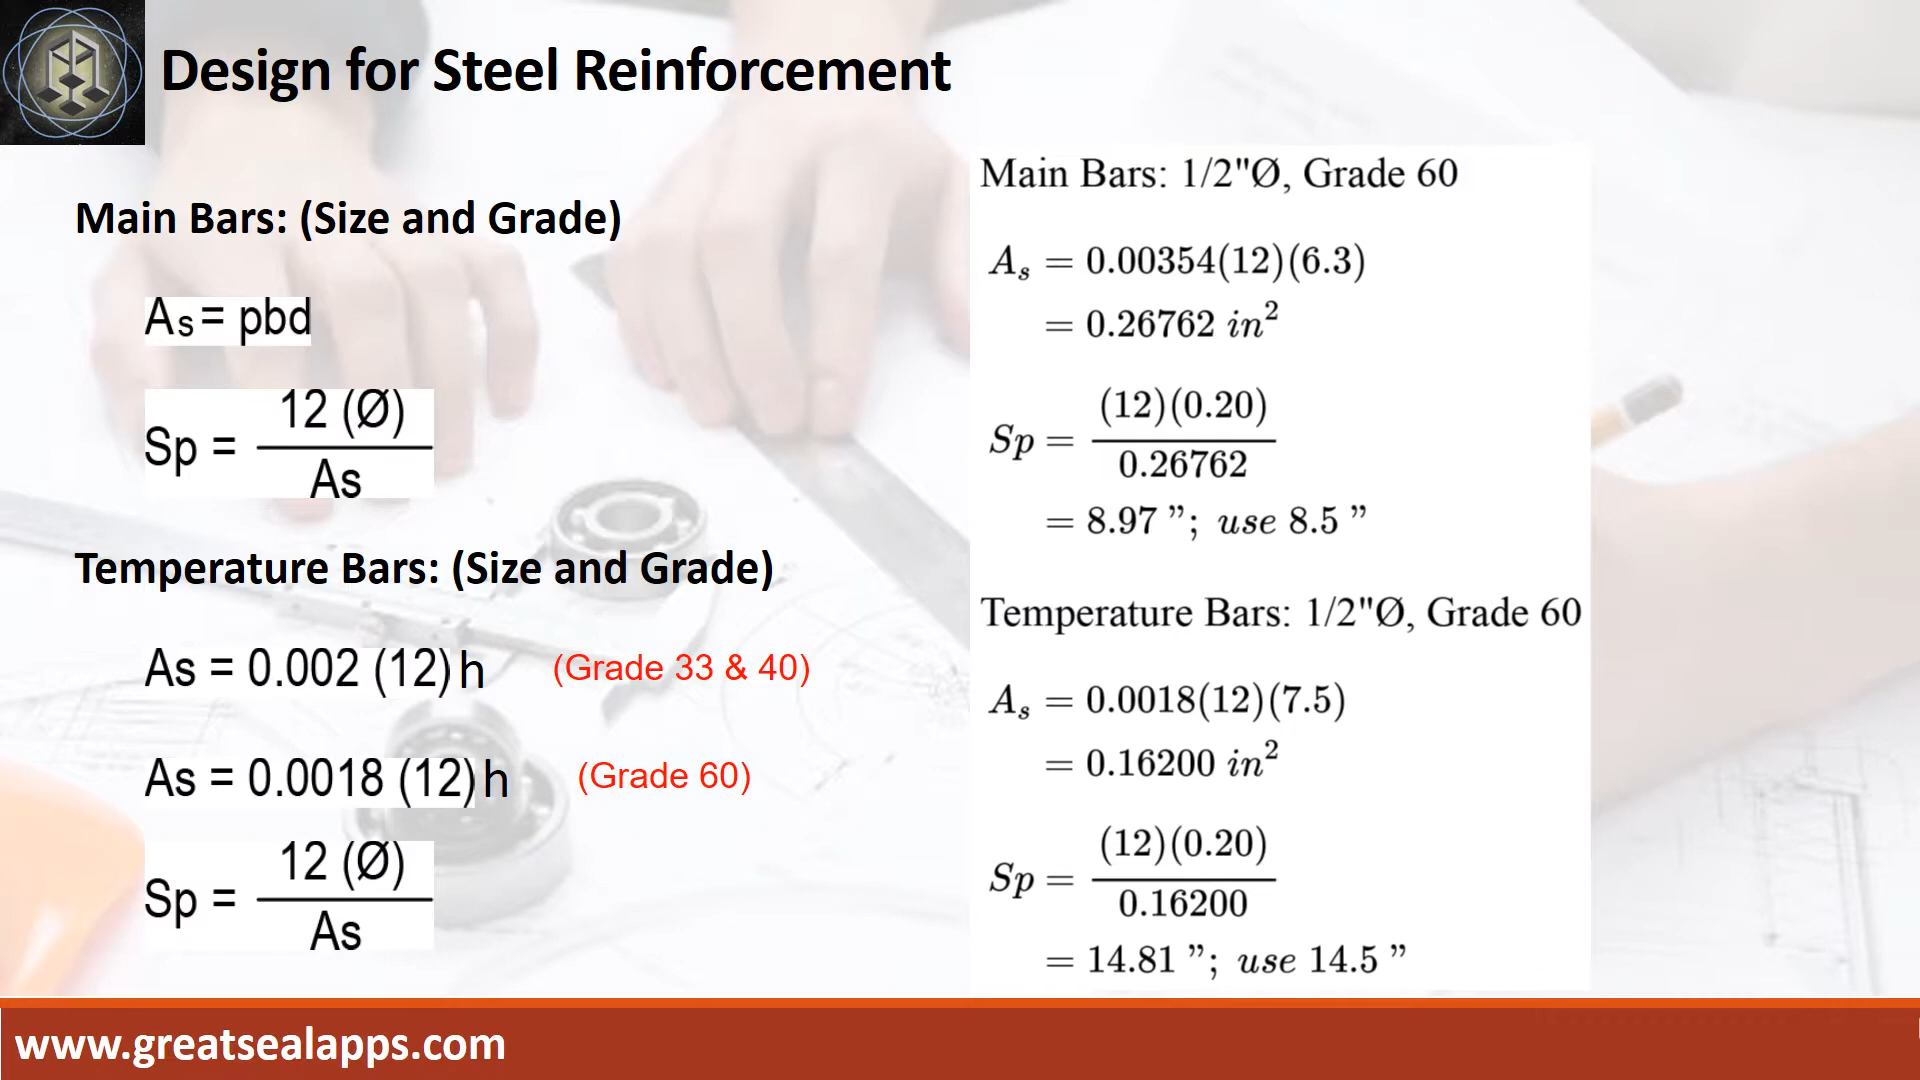 Design for Steel Reinforcement
Main Bars: (Size and Grade)
As = pbd
Sp = 12 (Ø) / As
Temperature Bars: (Size and Grade)
As = 0.002 (12) h (Grade 33 & 40)
As = 0.0018 (12) h (Grade 60)
Sp = 12 (Ø) / As
Main Bars: 1/2"Ø, Grade 60
As = 0.00354(12)(6.3)
= 0.26762 in²
Sp = (12)(0.20) / 0.26762
= 8.97 ”; use 8.5 ”
Temperature Bars: 1/2"Ø, Grade 60
As = 0.0018(12)(7.5)
= 0.16200 in²
Sp = (12)(0.20) / 0.16200
= 14.81 ”; use 14.5 ”
www.greatsealapps.com